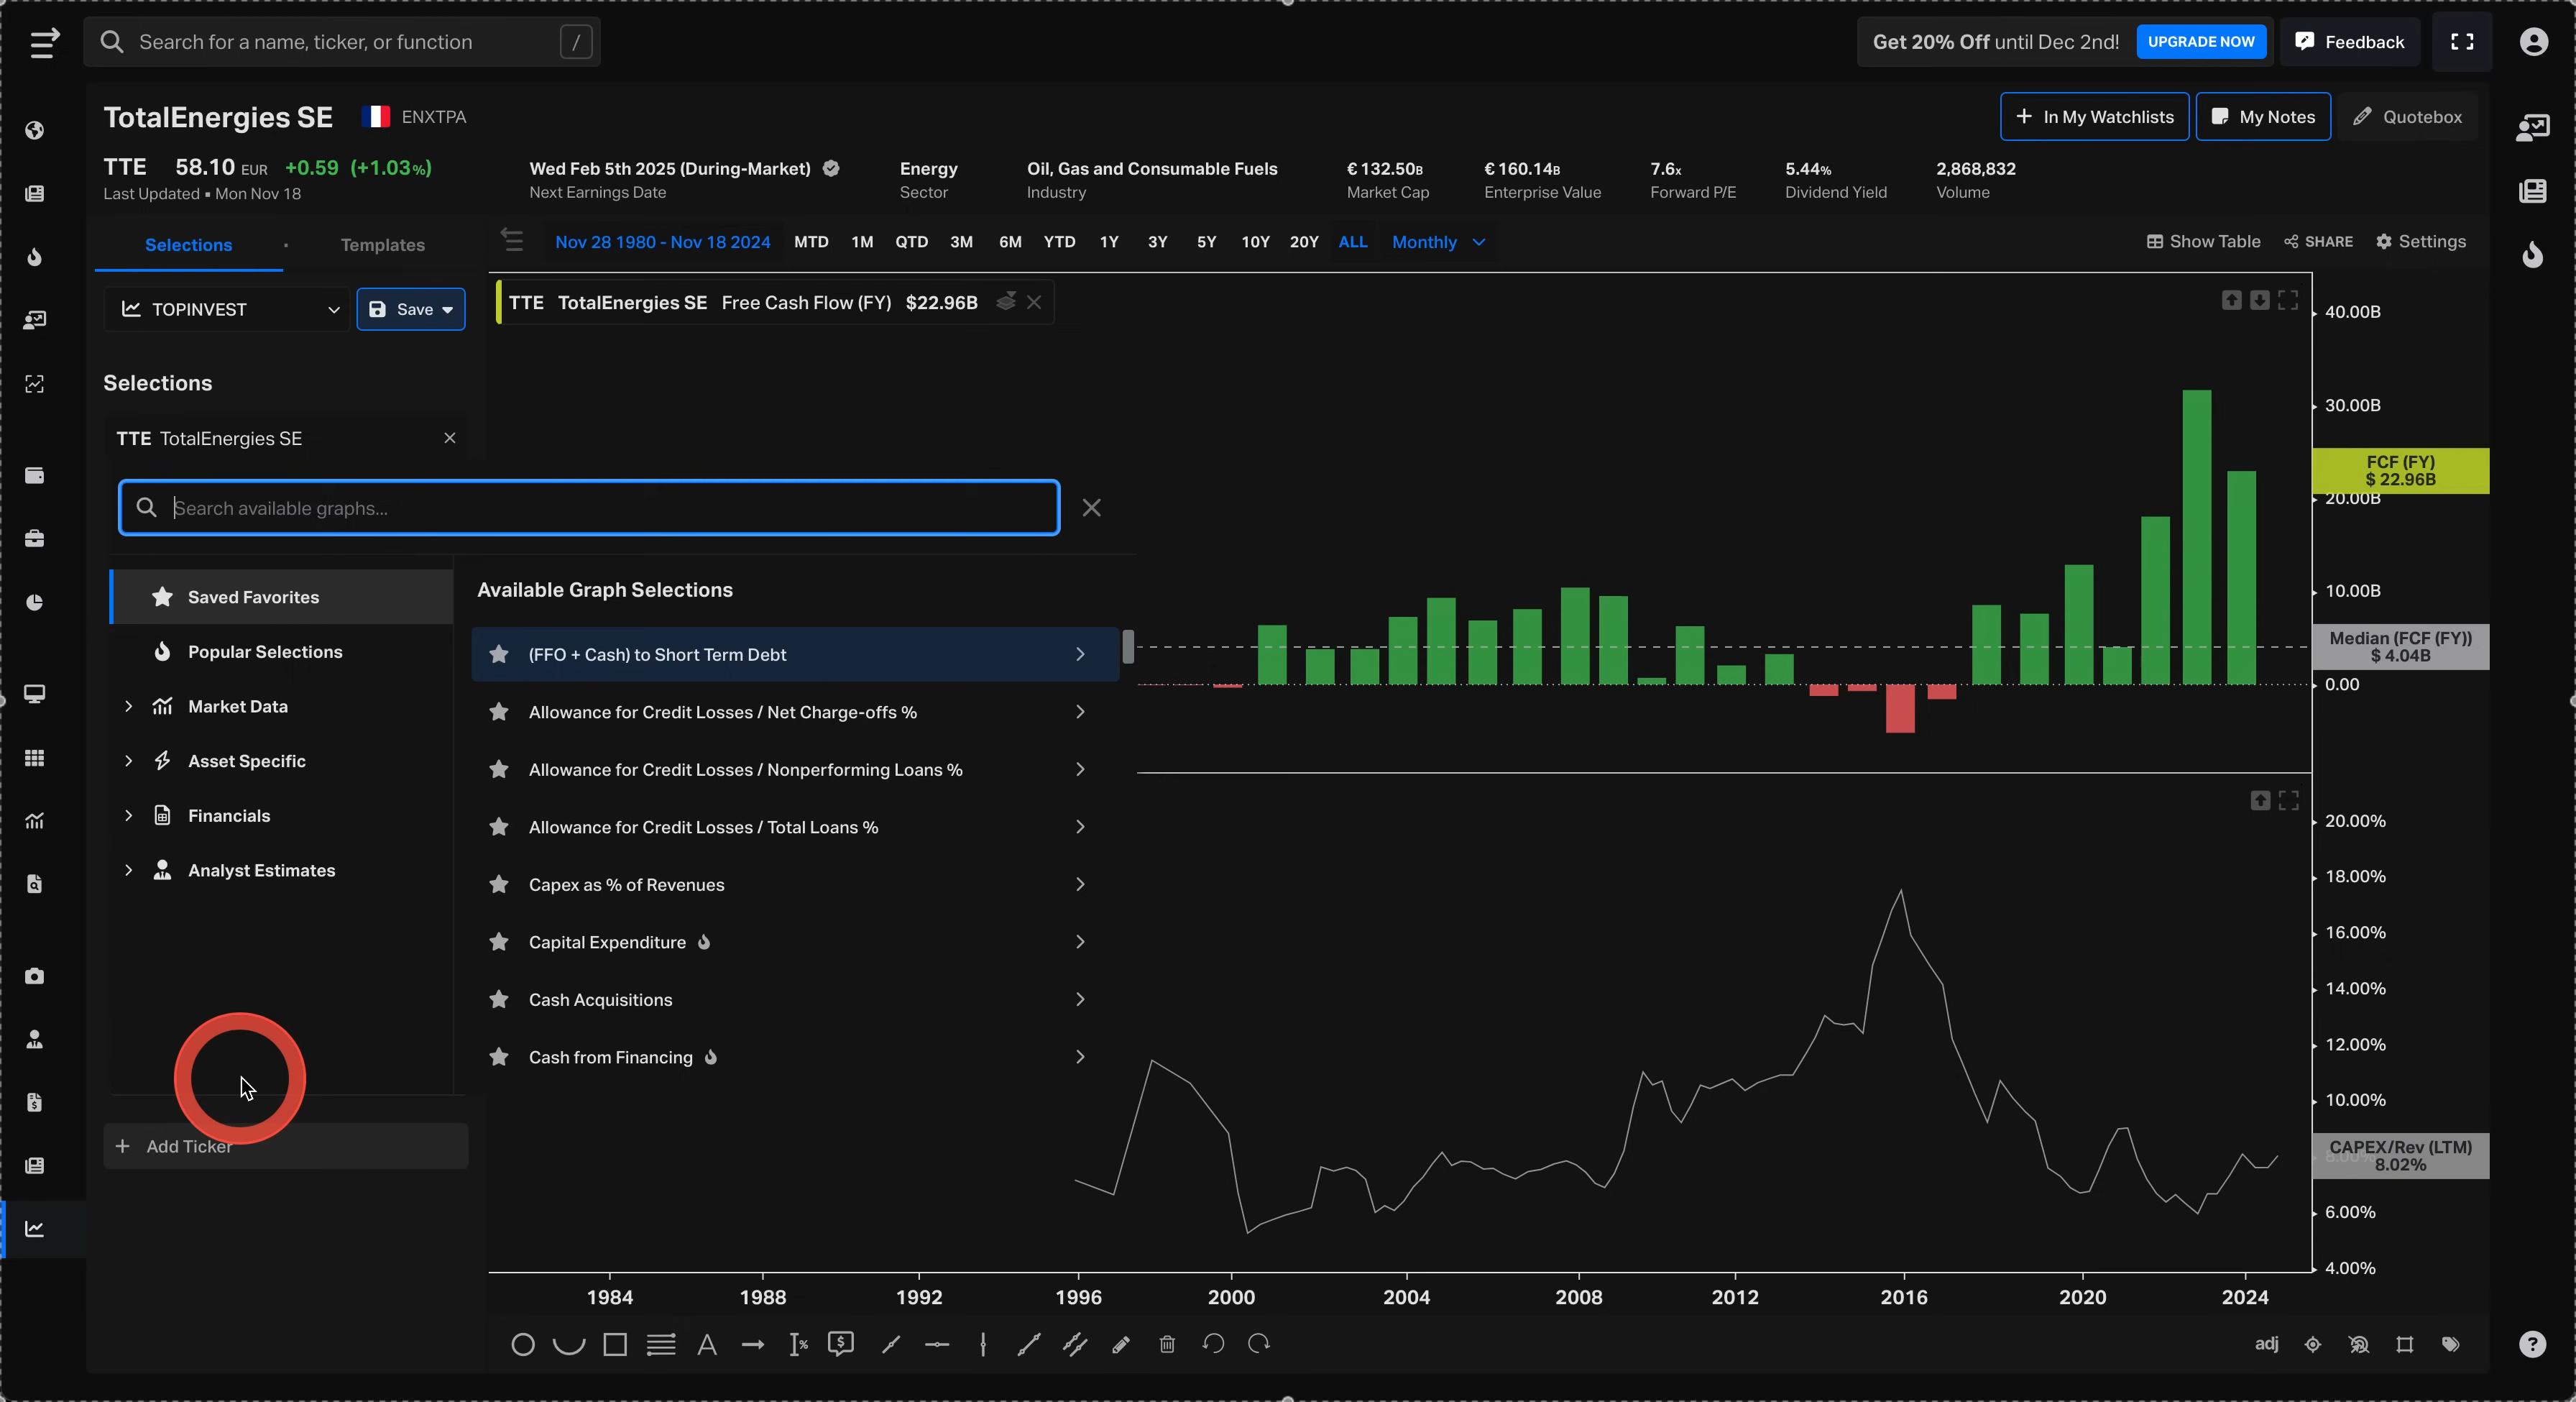 Search for a name, ticker, or function /
Get 20% Off until Dec 2nd! UPGRADE NOW Feedback
TotalEnergies SE ENXTPA
In My Watchlists My Notes Quotebox
TTE 58.10 EUR +0.59 (+1.03%)
Last Updated ▪ Mon Nov 18
Wed Feb 5th 2025 (During-Market)
Next Earnings Date
Energy
Sector
Oil, Gas and Consumable Fuels
Industry
€ 132.50B
Market Cap
€ 160.14B
Enterprise Value
7.6x
Forward P/E
5.44%
Dividend Yield
2,868,832
Volume
Selections · Templates
Nov 28 1980 - Nov 18 2024 MTD 1M QTD 3M 6M YTD 1Y 3Y 5Y 10Y 20Y ALL Monthly
Show Table SHARE Settings
TOPINVEST Save
TTE TotalEnergies SE Free Cash Flow (FY) $22.96B
Selections
TTE TotalEnergies SE
Search available graphs...
Saved Favorites
Popular Selections
Market Data
Asset Specific
Financials
Analyst Estimates
Add Ticker
Available Graph Selections
(FFO + Cash) to Short Term Debt
Allowance for Credit Losses / Net Charge-offs %
Allowance for Credit Losses / Nonperforming Loans %
Allowance for Credit Losses / Total Loans %
Capex as % of Revenues
Capital Expenditure
Cash Acquisitions
Cash from Financing
40.00B
30.00B
FCF (FY)
$ 22.96B
20.00B
10.00B
Median (FCF (FY))
$ 4.04B
0.00
20.00%
18.00%
16.00%
14.00%
12.00%
10.00%
CAPEX/Rev (LTM)
8.02%
6.00%
4.00%
1984 1988 1992 1996 2000 2004 2008 2012 2016 2020 2024
A % $ adj ?